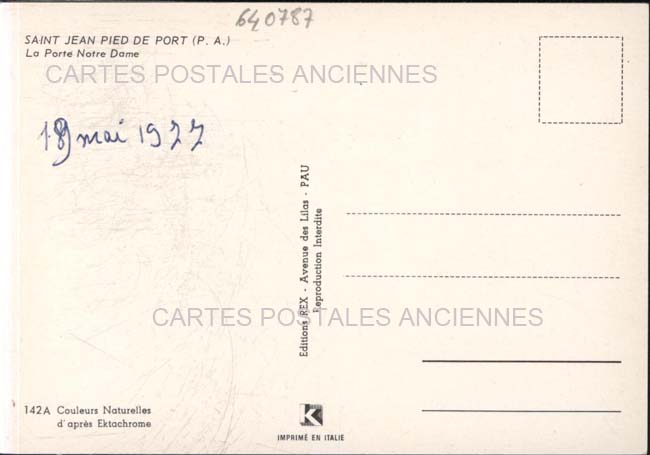 640787
SAINT JEAN PIED DE PORT (P. A.)
La Porte Notre Dame
CARTES POSTALES ANCIENNES
mai 1977
Editions REX - Avenue des Lilas - PAU
Reproduction Interdite
CARTES POSTALES ANCIENNES
142A Couleurs Naturelles
d'après Ektachrome
K
IMPRIMÉ EN ITALIE